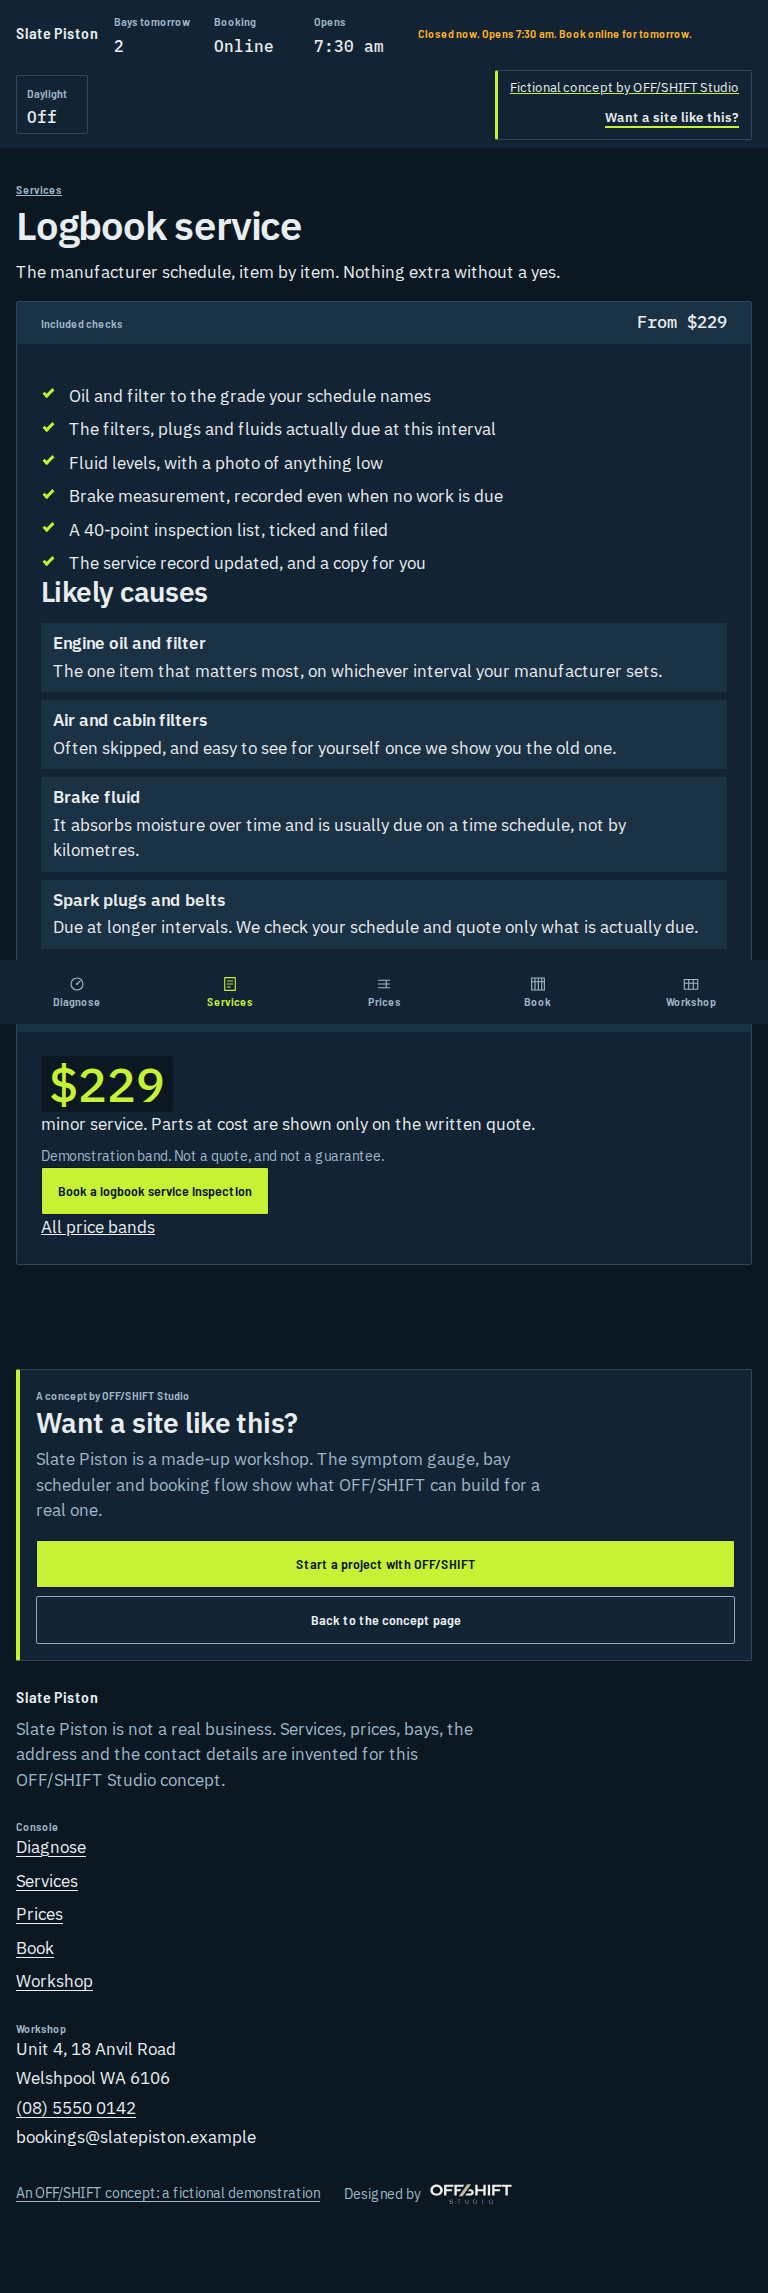 Slate Piston
Bays tomorrow
2
Booking
Online
Opens
7:30 am
Closed now. Opens 7:30 am. Book online for tomorrow.
Daylight
Off
Fictional concept by OFF/SHIFT Studio
Want a site like this?
Services
Logbook service
The manufacturer schedule, item by item. Nothing extra without a yes.
Included checks
From $229
Oil and filter to the grade your schedule names
The filters, plugs and fluids actually due at this interval
Fluid levels, with a photo of anything low
Brake measurement, recorded even when no work is due
A 40-point inspection list, ticked and filed
The service record updated, and a copy for you
Likely causes
Engine oil and filter
The one item that matters most, on whichever interval your manufacturer sets.
Air and cabin filters
Often skipped, and easy to see for yourself once we show you the old one.
Brake fluid
It absorbs moisture over time and is usually due on a time schedule, not by
kilometres.
Spark plugs and belts
Due at longer intervals. We check your schedule and quote only what is actually due.
Diagnose
Services
Prices
Book
Workshop
$229
minor service. Parts at cost are shown only on the written quote.
Demonstration band. Not a quote, and not a guarantee.
Book a logbook service inspection
All price bands
A concept by OFF/SHIFT Studio
Want a site like this?
Slate Piston is a made-up workshop. The symptom gauge, bay
scheduler and booking flow show what OFF/SHIFT can build for a
real one.
Start a project with OFF/SHIFT
Back to the concept page
Slate Piston
Slate Piston is not a real business. Services, prices, bays, the
address and the contact details are invented for this
OFF/SHIFT Studio concept.
Console
Diagnose
Services
Prices
Book
Workshop
Workshop
Unit 4, 18 Anvil Road
Welshpool WA 6106
(08) 5550 0142
bookings@slatepiston.example
An OFF/SHIFT concept: a fictional demonstration
Designed by
OFF/SHIFT
STUDIO